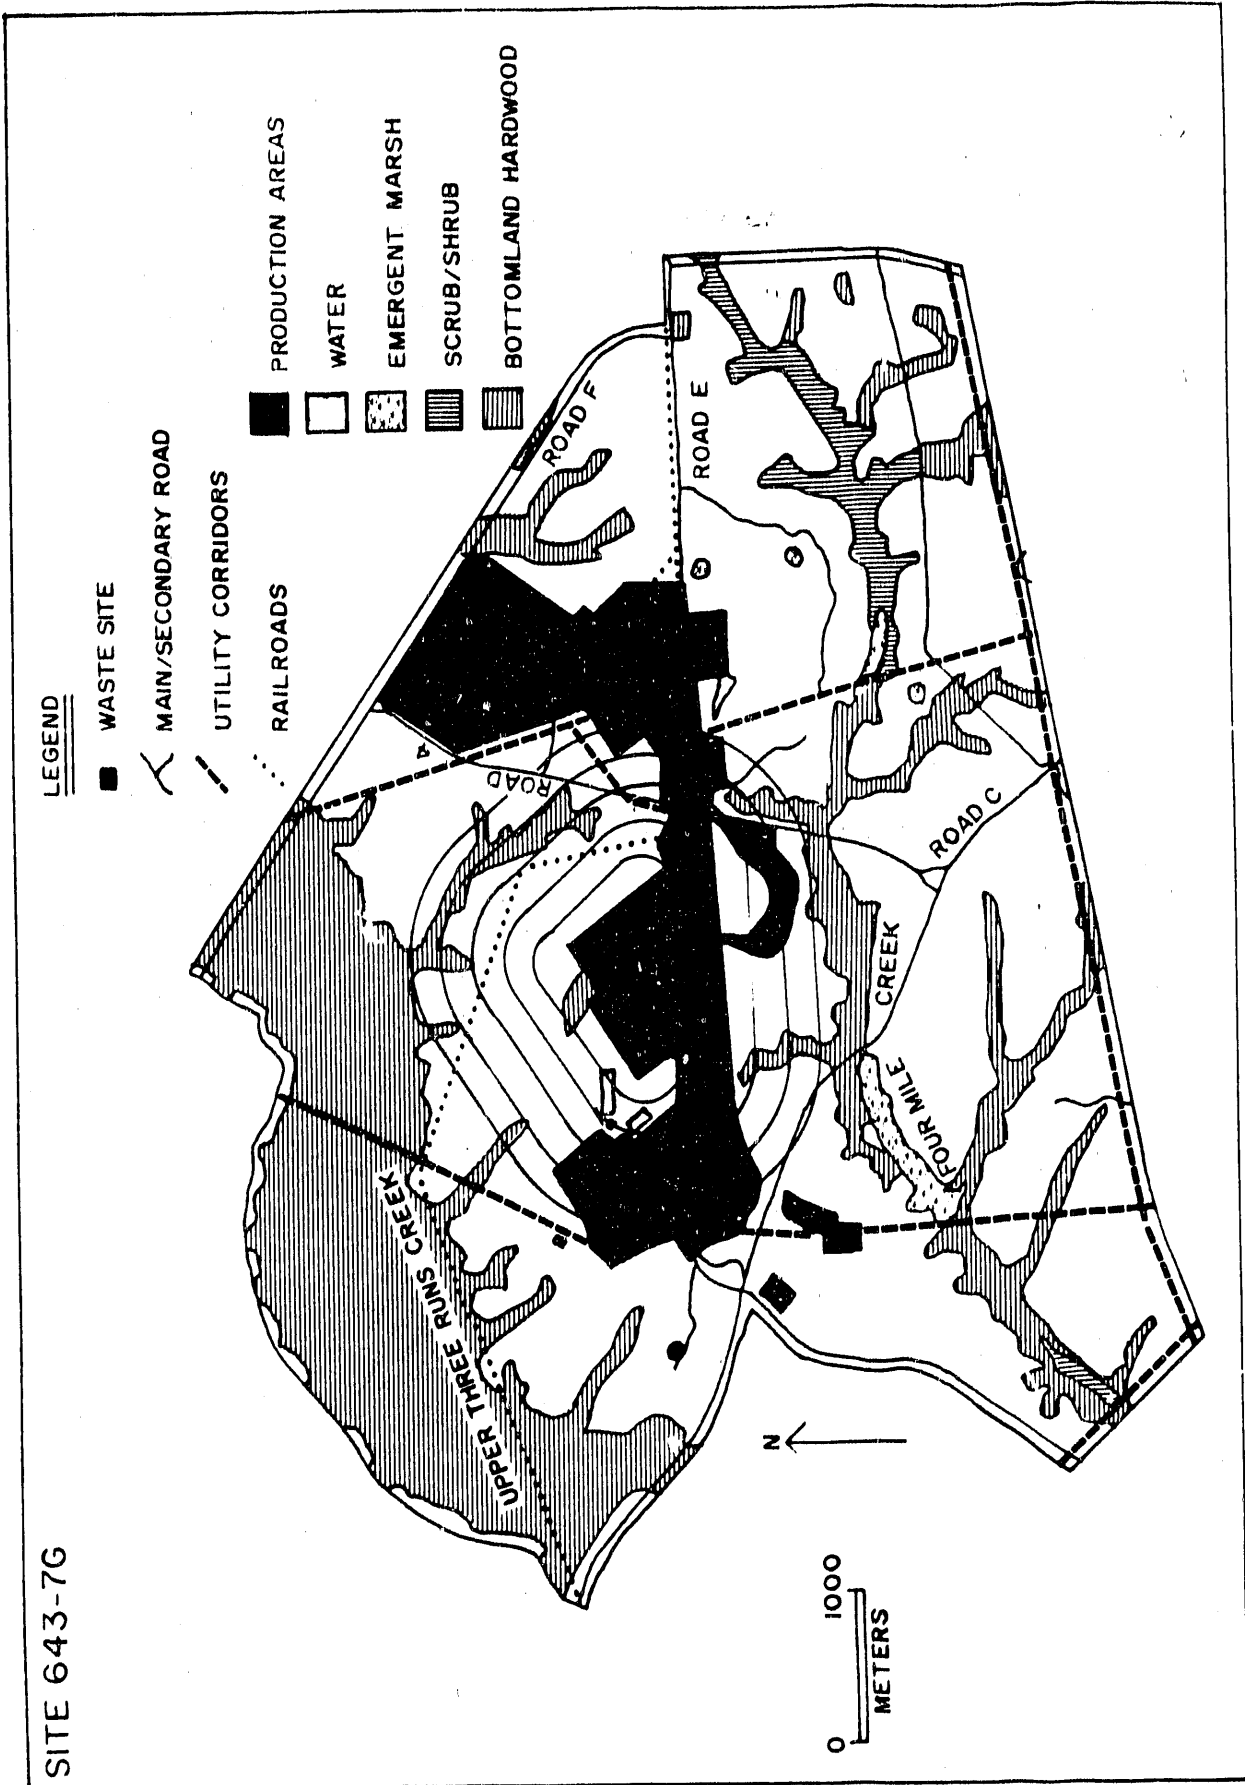 SITE 643-7G
LEGEND
WASTE SITE
MAIN/SECONDARY ROAD
UTILITY CORRIDORS
RAILROADS
PRODUCTION AREAS
WATER
EMERGENT MARSH
SCRUB/SHRUB
BOTTOMLAND HARDWOOD
ROAD F
ROAD E
ROAD
UPPER THREE RUNS CREEK
ROAD C
CREEK
FOUR MILE
N
0 1000
METERS